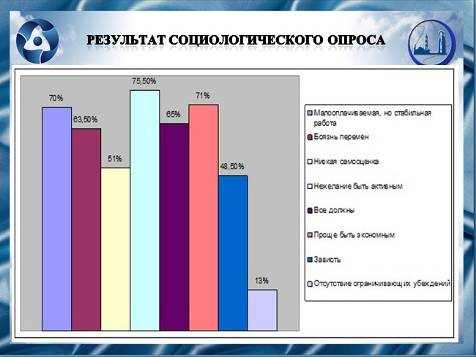 РЕЗУЛЬТАТ СОЦИОЛОГИЧЕСКОГО ОПРОСА
70%
63,50%
51%
75,50%
65%
71%
48,50%
13%
Малооплачиваемая, но стабильная
работа
Боязнь перемен
Низкая самооценка
Нежелание быть активным
Все должны
Проще быть экономным
Зависть
Отсутствие ограничивающих убеждений